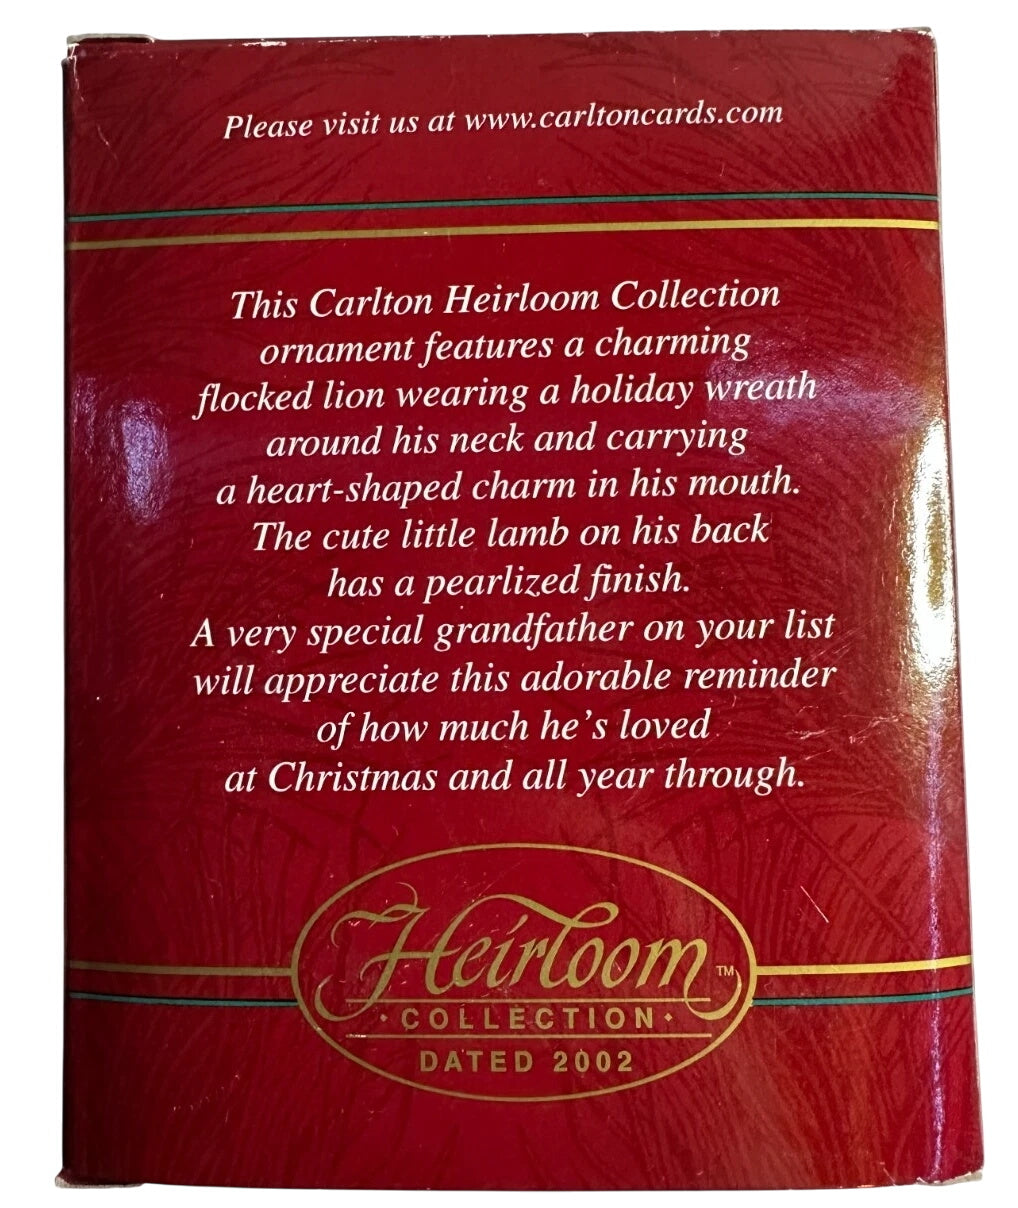 Please visit us at www.carltoncards.com
This Carlton Heirloom Collection
ornament features a charming
flocked lion wearing a holiday wreath
around his neck and carrying
a heart-shaped charm in his mouth.
The cute little lamb on his back
has a pearlized finish.
A very special grandfather on your list
will appreciate this adorable reminder
of how much he's loved
at Christmas and all year through.
Heirloom™
·COLLECTION·
DATED 2002